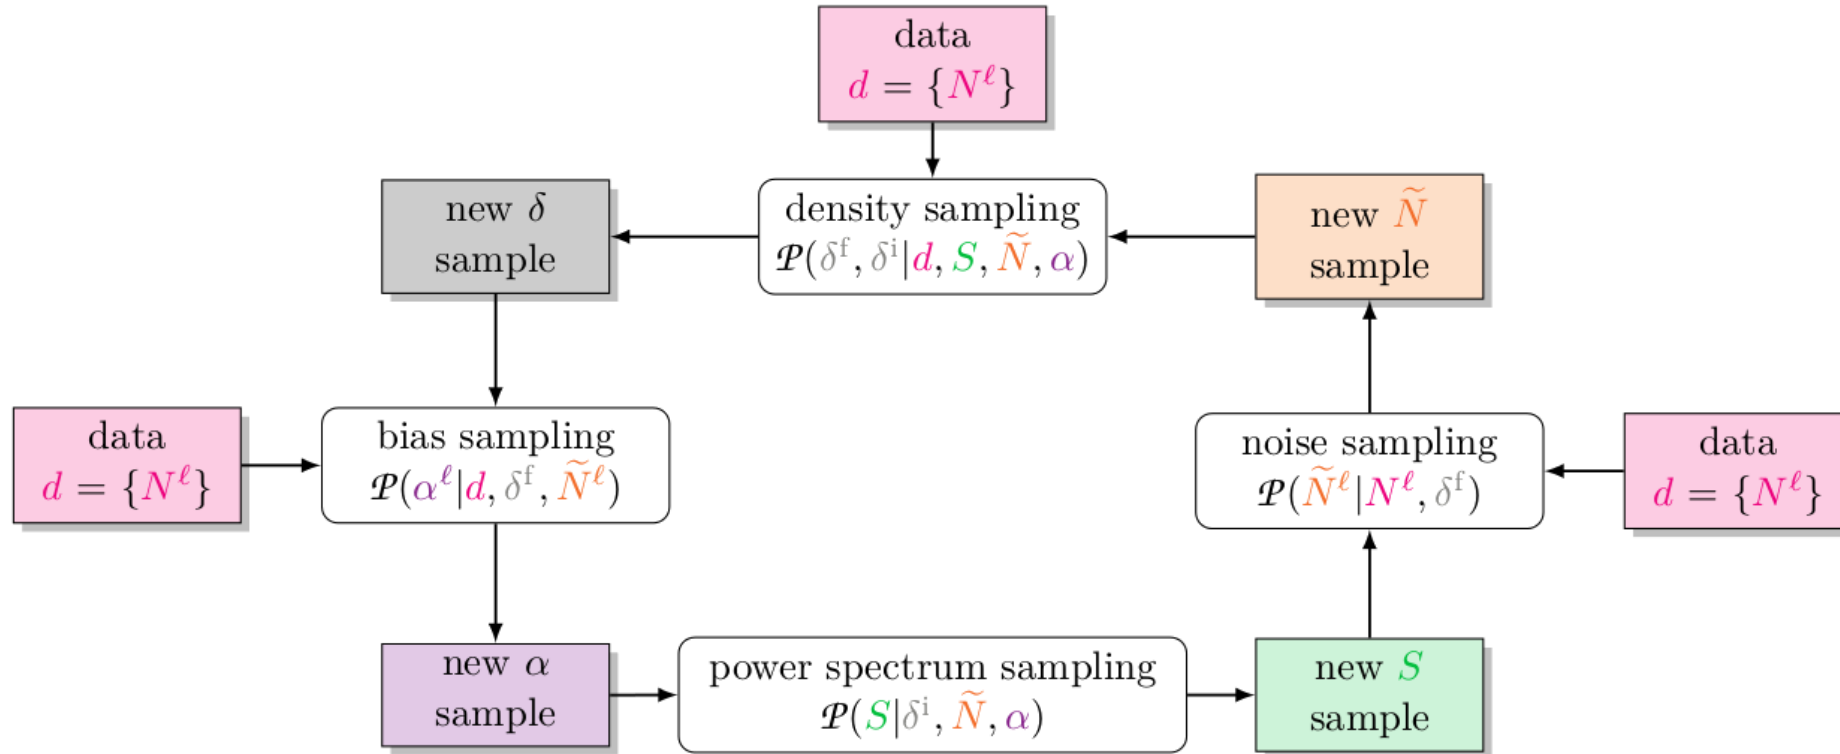 data
d = {N^ℓ}
new δ
sample
density sampling
𝒫(δ^f, δ^i|d, S, Ñ, α)
new Ñ
sample
data
d = {N^ℓ}
bias sampling
𝒫(α^ℓ|d, δ^f, Ñ^ℓ)
noise sampling
𝒫(Ñ^ℓ|N^ℓ, δ^f)
data
d = {N^ℓ}
new α
sample
power spectrum sampling
𝒫(S|δ^i, Ñ, α)
new S
sample